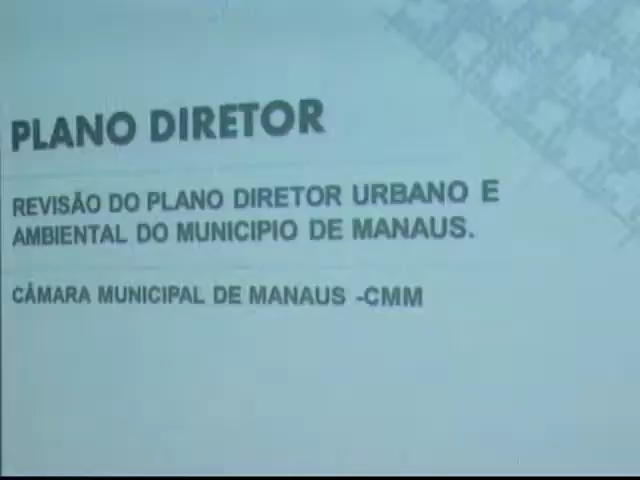 PLANO DIRETOR
REVISÃO DO PLANO DIRETOR URBANO E
AMBIENTAL DO MUNICIPIO DE MANAUS.
CÂMARA MUNICIPAL DE MANAUS -CMM